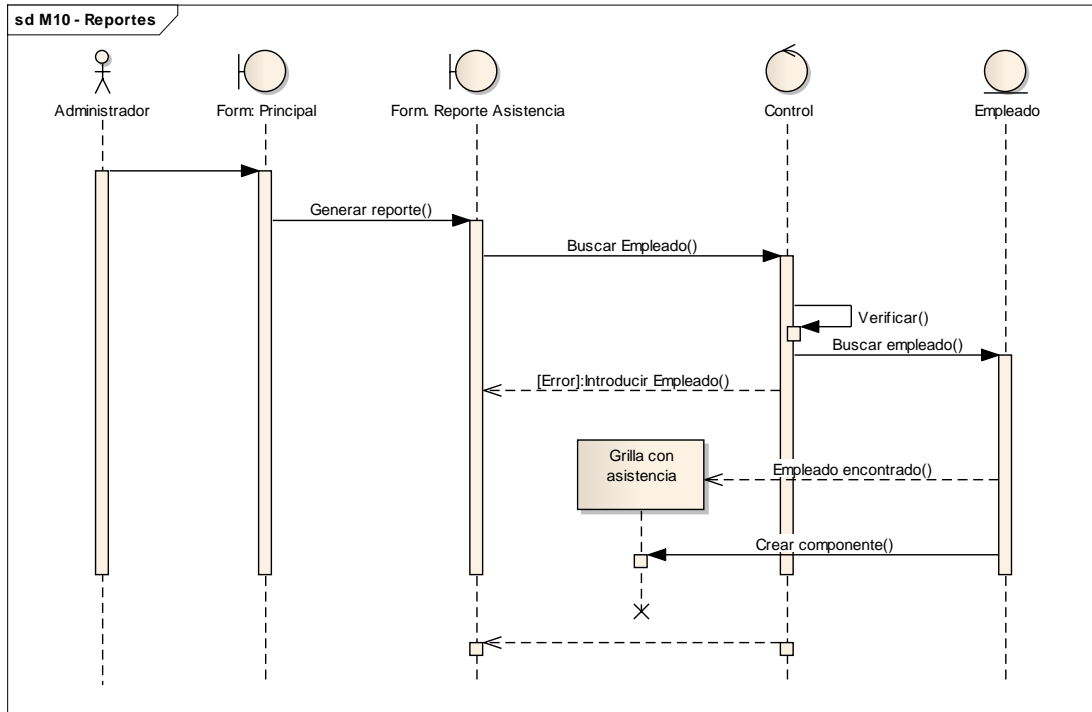 sd M10 - Reportes
Administrador
Form: Principal
Form. Reporte Asistencia
Control
Empleado
Generar reporte()
Buscar Empleado()
Verificar()
Buscar empleado()
[Error]:Introducir Empleado()
Grilla con
asistencia
Empleado encontrado()
Crear componente()